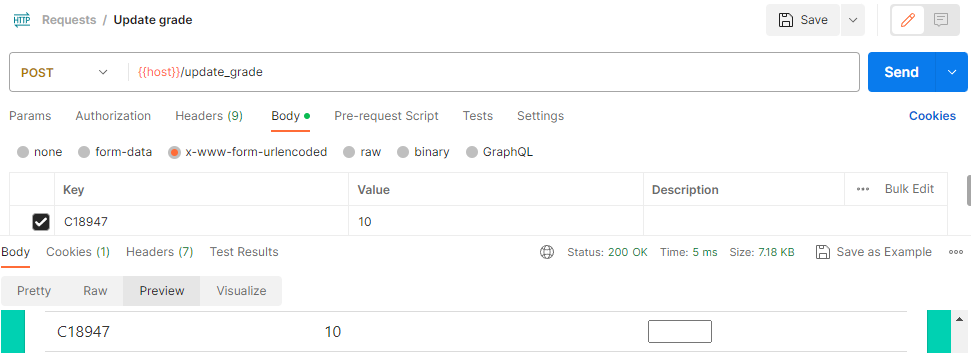 HTTP Requests / Update grade Save
POST {{host}}/update_grade Send
Params Authorization Headers (9) Body Pre-request Script Tests Settings Cookies
none form-data x-www-form-urlencoded raw binary GraphQL
Key Value Description ••• Bulk Edit
C18947 10
Body Cookies (1) Headers (7) Test Results Status: 200 OK Time: 5 ms Size: 7.18 KB Save as Example •••
Pretty Raw Preview Visualize
C18947 10